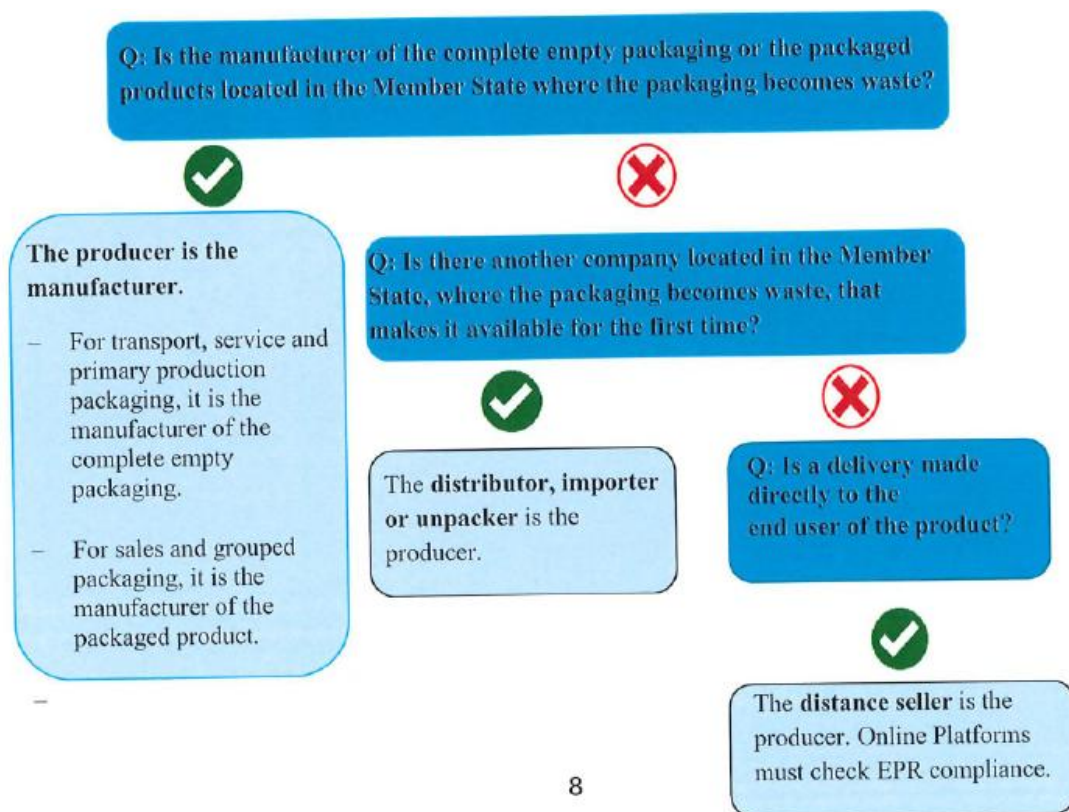 Q: Is the manufacturer of the complete empty packaging or the packaged
products located in the Member State where the packaging becomes waste?
The producer is the
manufacturer.
– For transport, service and
primary production
packaging, it is the
manufacturer of the
complete empty
packaging.
– For sales and grouped
packaging, it is the
manufacturer of the
packaged product.
–
Q: Is there another company located in the Member
State, where the packaging becomes waste, that
makes it available for the first time?
The distributor, importer
or unpacker is the
producer.
Q: Is a delivery made
directly to the
end user of the product?
The distance seller is the
producer. Online Platforms
must check EPR compliance.
8